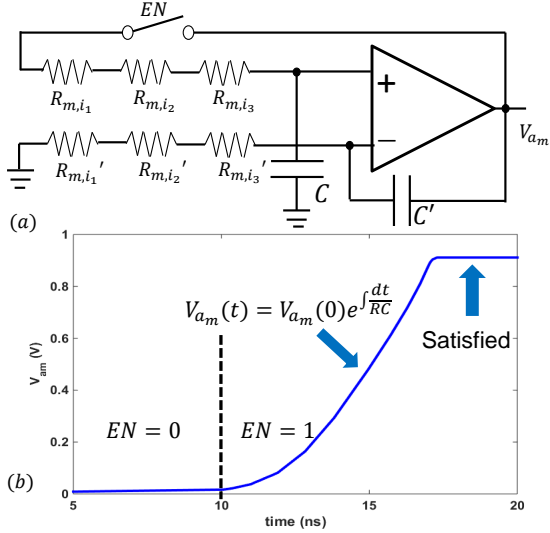 EN
R_{m,i_1} R_{m,i_2} R_{m,i_3}
+
V_{a_m}
−
R_{m,i_1}′ R_{m,i_2}′ R_{m,i_3}′
C
C′
(a)
1
V_{a_m}(t) = V_{a_m}(0)e^{∫\frac{dt}{RC}}
0.8
Satisfied
0.6
V_{am} (V)
0.4
EN = 0 EN = 1
0.2
(b)
0
5 10 15 20
time (ns)